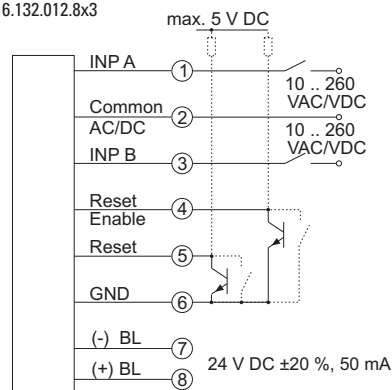 6.132.012.8x3
max. 5 V DC
INP A
1
10 .. 260
VAC/VDC
Common
AC/DC
2
10 .. 260
VAC/VDC
INP B
3
Reset
Enable
4
Reset
5
GND
6
(-) BL
7
(+) BL
8
24 V DC ±20 %, 50 mA